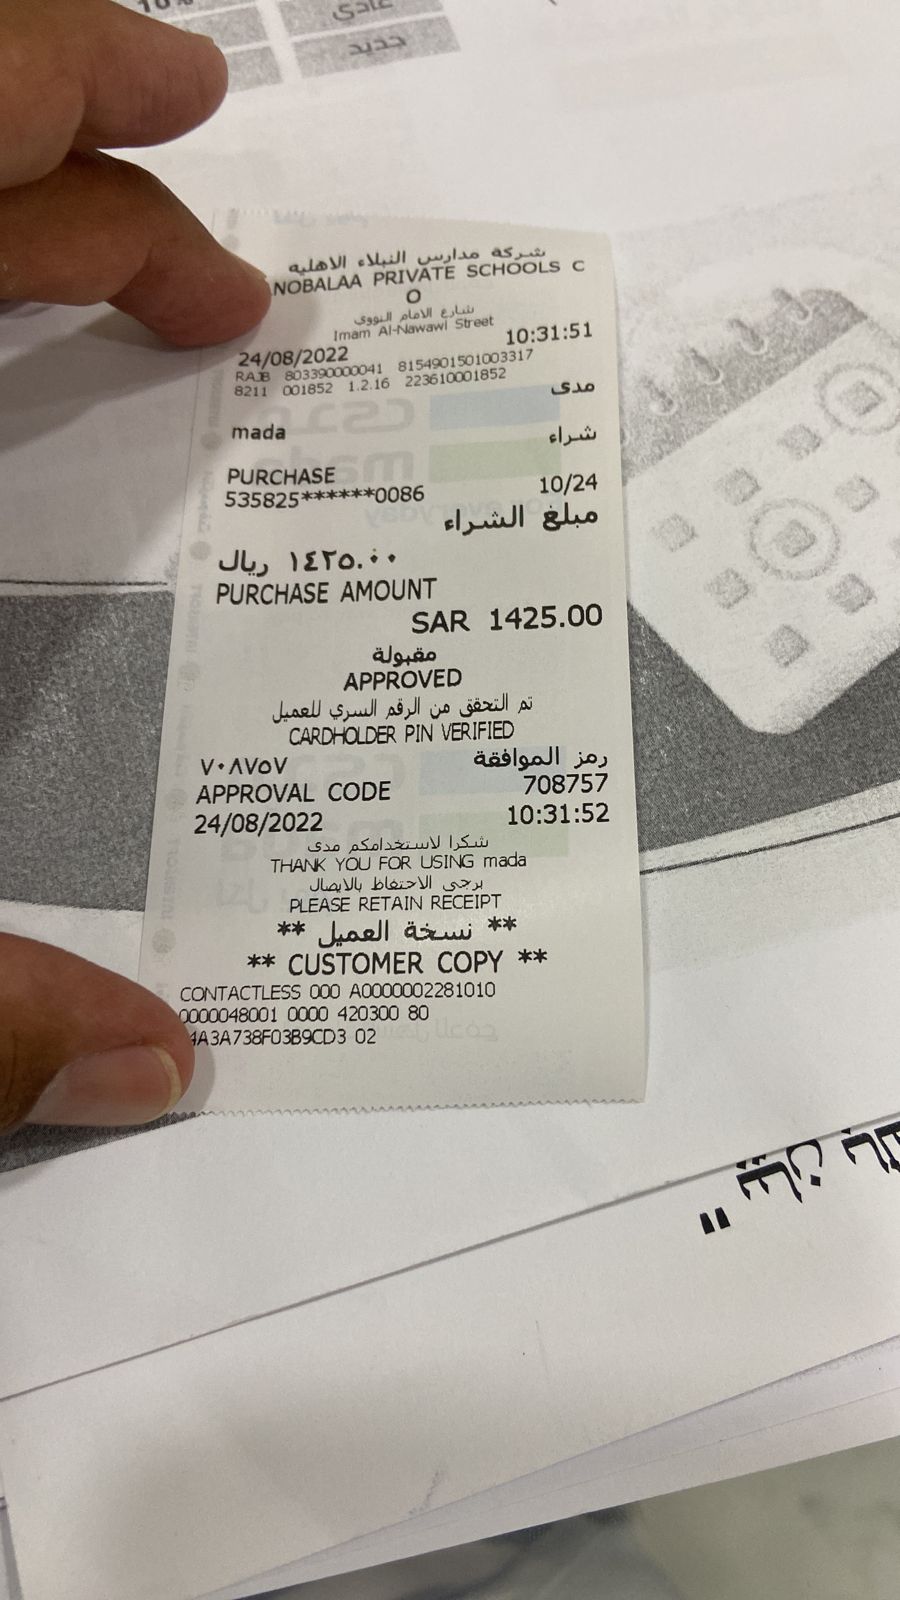 10%
عادي
جديد
شركة مدارس النبلاء الاهليه
NOBALAA PRIVATE SCHOOLS C
O
شارع الامام النووي
Imam Al-Nawawi Street
24/08/2022 10:31:51
RAJB 803390000041 8154901501003317
8211 001852 1.2.16 223610001852
مدى
mada
شراء
PURCHASE
535825******0086 10/24
مبلغ الشراء
١٤٢٥.٠٠ ريال
PURCHASE AMOUNT
SAR 1425.00
مقبولة
APPROVED
تم التحقق من الرقم السري للعميل
CARDHOLDER PIN VERIFIED
رمز الموافقة ٧٠٨٧٥٧
APPROVAL CODE 708757
24/08/2022 10:31:52
شكرا لاستخدامكم مدى
THANK YOU FOR USING mada
يرجى الاحتفاظ بالايصال
PLEASE RETAIN RECEIPT
** نسخة العميل **
** CUSTOMER COPY **
CONTACTLESS 000 A0000002281010
0000048001 0000 420300 80
4A3A738F03B9CD3 02
بيان
"